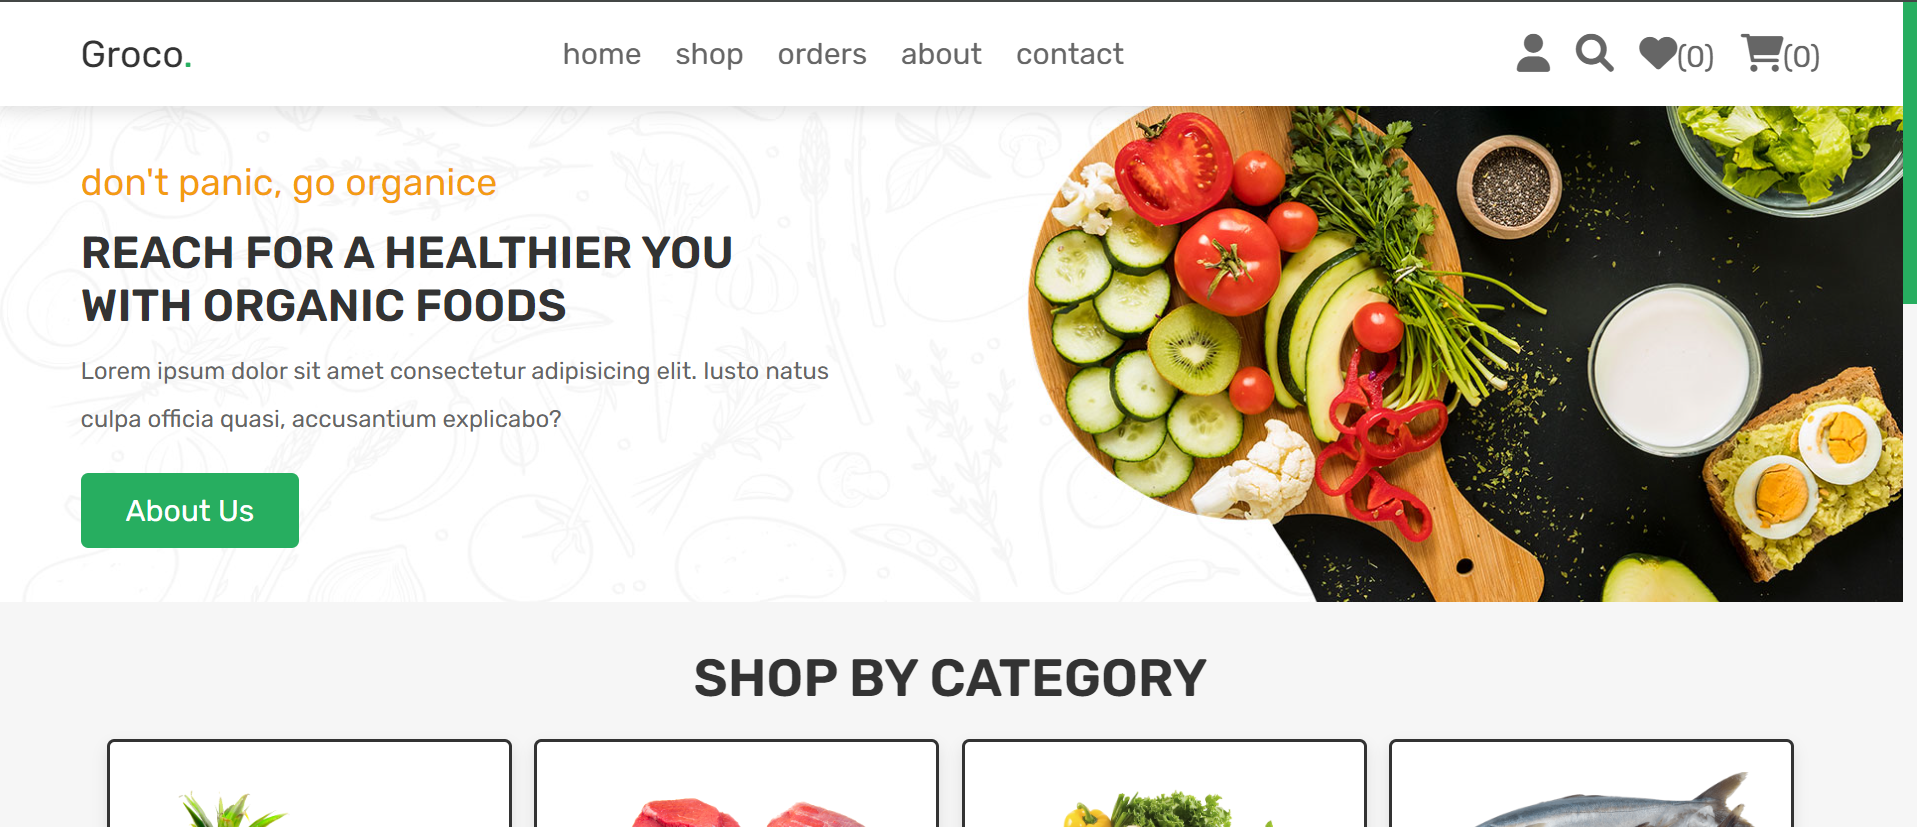 Groco.
home shop orders about contact
(0) (0)
don't panic, go organice
REACH FOR A HEALTHIER YOU
WITH ORGANIC FOODS
Lorem ipsum dolor sit amet consectetur adipisicing elit. Iusto natus
culpa officia quasi, accusantium explicabo?
About Us
SHOP BY CATEGORY